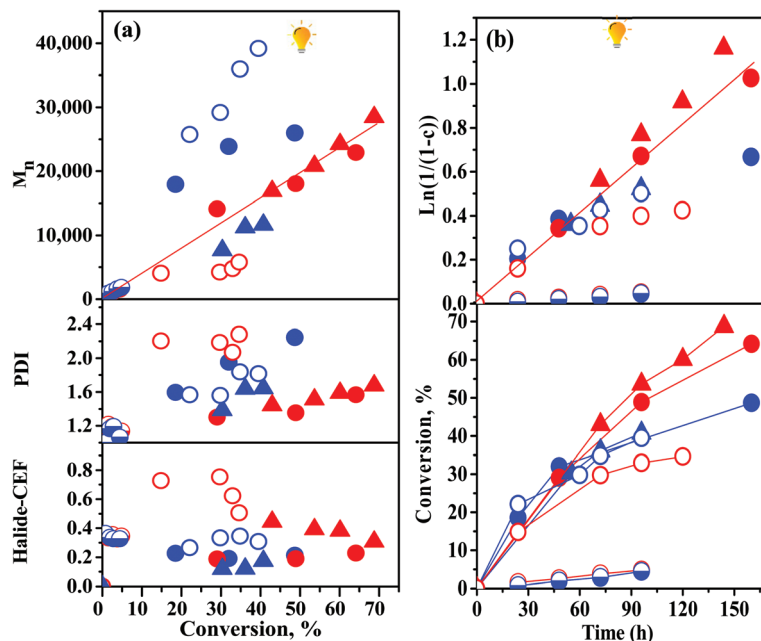 (a)
40,000
30,000
20,000
10,000
0
Mn
2.4
2.0
1.6
1.2
PDI
0.8
0.6
0.4
0.2
0.0
Halide-CEF
0 10 20 30 40 50 60 70
Conversion, %
(b)
1.2
1.0
0.8
0.6
0.4
0.2
0.0
Ln(1/(1-c))
70
60
50
40
30
20
10
0
Conversion, %
0 30 60 90 120 150
Time (h)